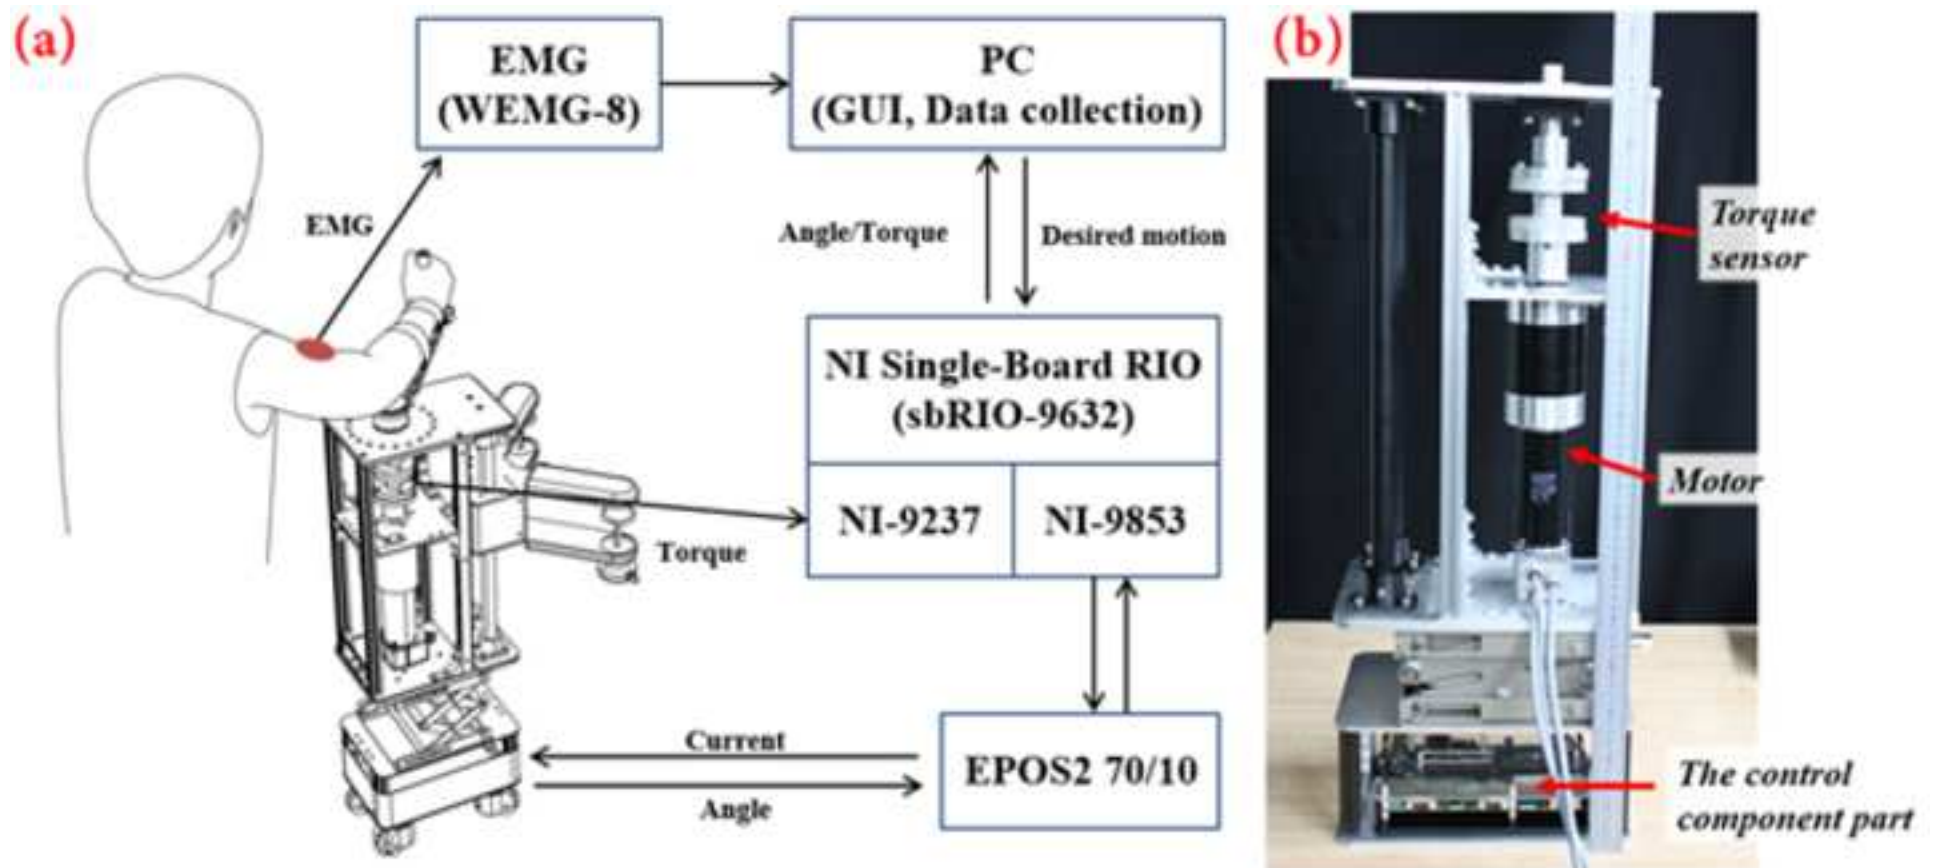 (a)
EMG
(WEMG-8)
PC
(GUI, Data collection)
EMG
Angle/Torque
Desired motion
NI Single-Board RIO
(sbRIO-9632)
NI-9237
NI-9853
Torque
Current
Angle
EPOS2 70/10
(b)
Torque
sensor
Motor
The control
component part